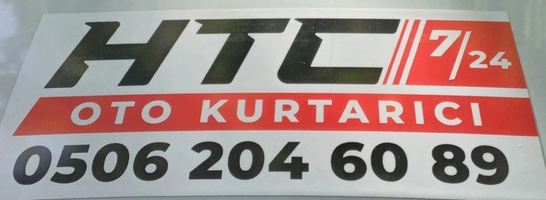 HTC 7/24
OTO KURTARICI
0506 204 60 89